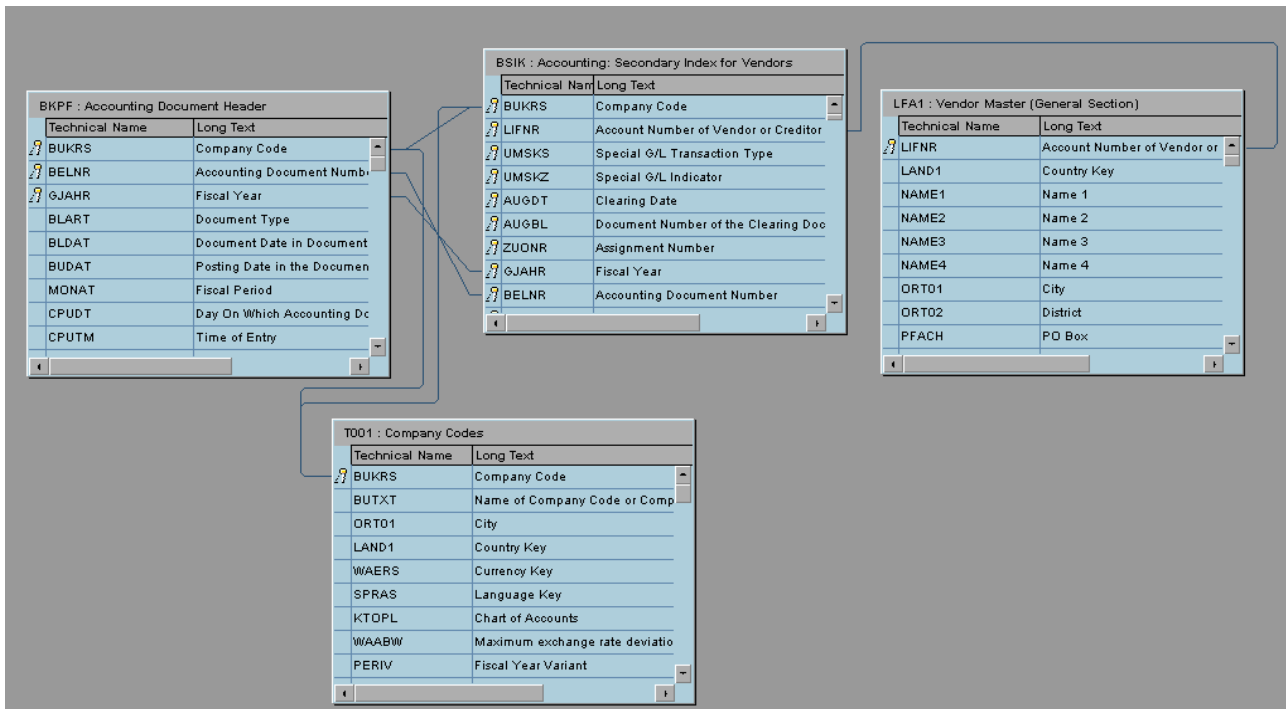 BKPF : Accounting Document Header
Technical Name Long Text
BUKRS Company Code
BELNR Accounting Document Numb
GJAHR Fiscal Year
BLART Document Type
BLDAT Document Date in Document
BUDAT Posting Date in the Documen
MONAT Fiscal Period
CPUDT Day On Which Accounting Dc
CPUTM Time of Entry
BSIK : Accounting: Secondary Index for Vendors
Technical Nam Long Text
BUKRS Company Code
LIFNR Account Number of Vendor or Creditor
UMSKS Special G/L Transaction Type
UMSKZ Special G/L Indicator
AUGDT Clearing Date
AUGBL Document Number of the Clearing Doc
ZUONR Assignment Number
GJAHR Fiscal Year
BELNR Accounting Document Number
LFA1 : Vendor Master (General Section)
Technical Name Long Text
LIFNR Account Number of Vendor or
LAND1 Country Key
NAME1 Name 1
NAME2 Name 2
NAME3 Name 3
NAME4 Name 4
ORT01 City
ORT02 District
PFACH PO Box
T001 : Company Codes
Technical Name Long Text
BUKRS Company Code
BUTXT Name of Company Code or Comp
ORT01 City
LAND1 Country Key
WAERS Currency Key
SPRAS Language Key
KTOPL Chart of Accounts
WAABW Maximum exchange rate deviatio
PERIV Fiscal Year Variant